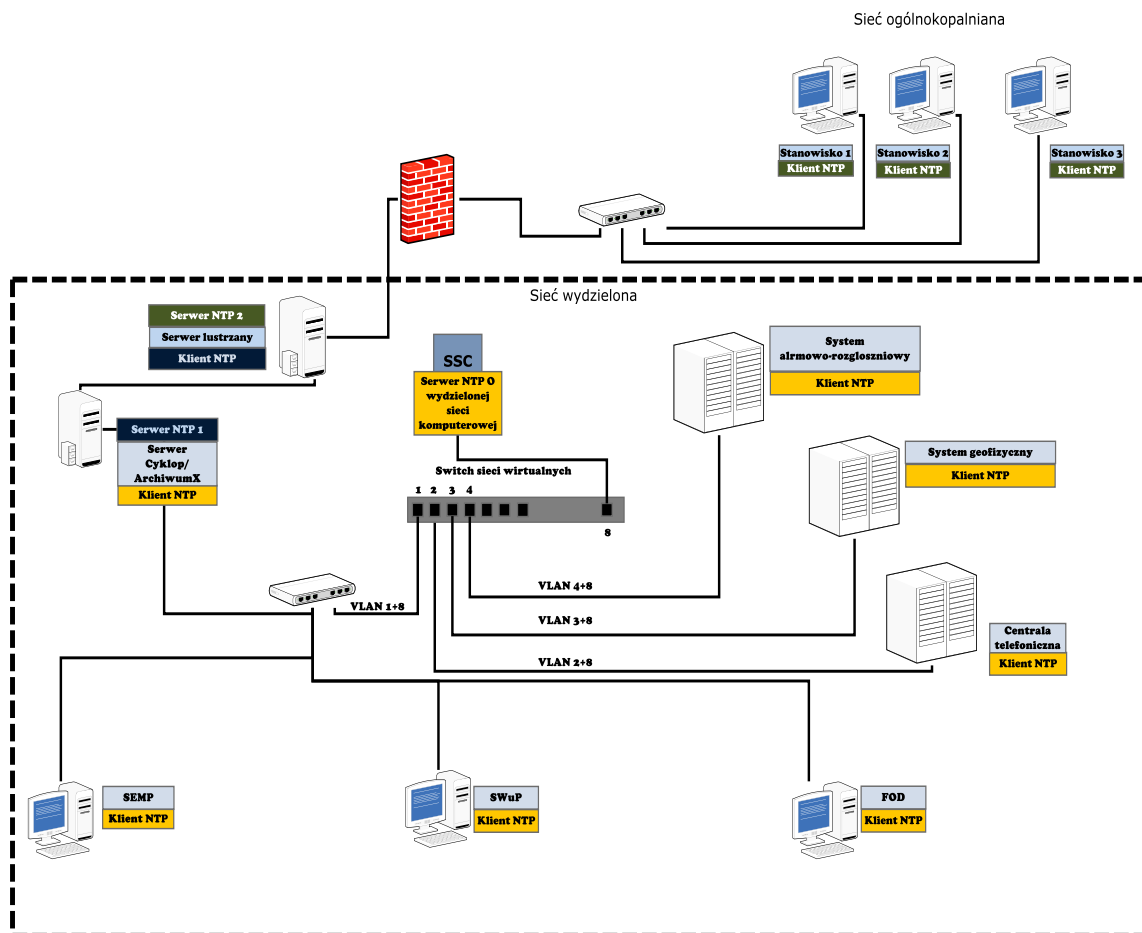 Sieć ogólnokopalniana
Stanowisko 1
Klient NTP
Stanowisko 2
Klient NTP
Stanowisko 3
Klient NTP
Sieć wydzielona
Serwer NTP 2
Serwer lustrzany
Klient NTP
SSC
Serwer NTP 0
wydzielonej
sieci
komputerowej
System
alrmowo-rozgloszniowy
Klient NTP
Serwer NTP 1
Serwer
Cyklop/
ArchiwumX
Klient NTP
System geofizyczny
Klient NTP
Switch sieci wirtualnych
1 2 3 4
8
VLAN 4+8
VLAN 1+8
VLAN 3+8
VLAN 2+8
Centrala
telefoniczna
Klient NTP
SEMP
Klient NTP
SWuP
Klient NTP
FOD
Klient NTP